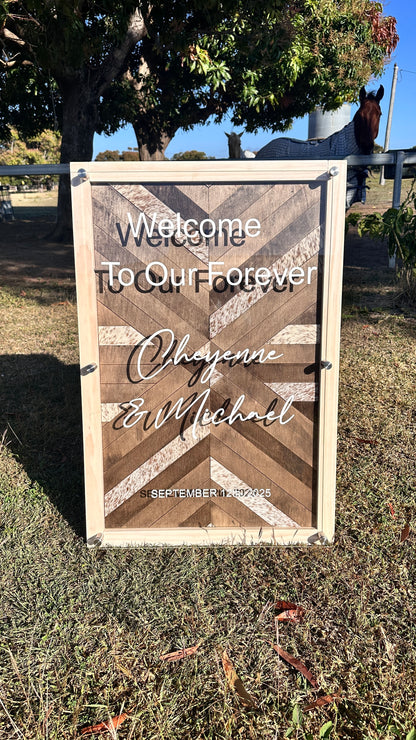 Welcome
To Our Forever
Cheyenne
& Michael
SEPTEMBER 12 2025